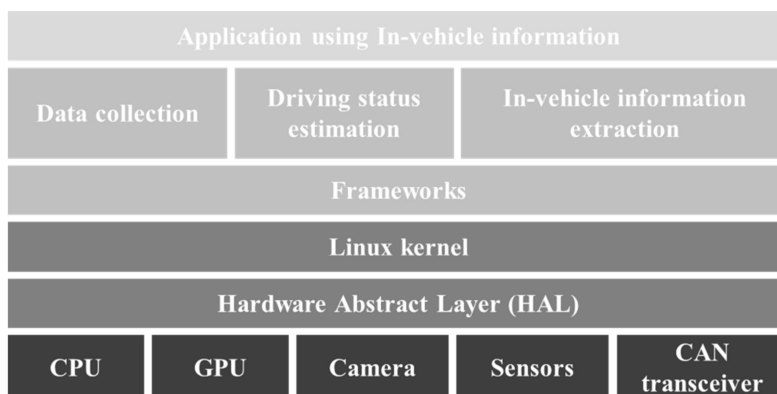 Application using In-vehicle information
Data collection
Driving status
estimation
In-vehicle information
extraction
Frameworks
Linux kernel
Hardware Abstract Layer (HAL)
CPU
GPU
Camera
Sensors
CAN
transceiver